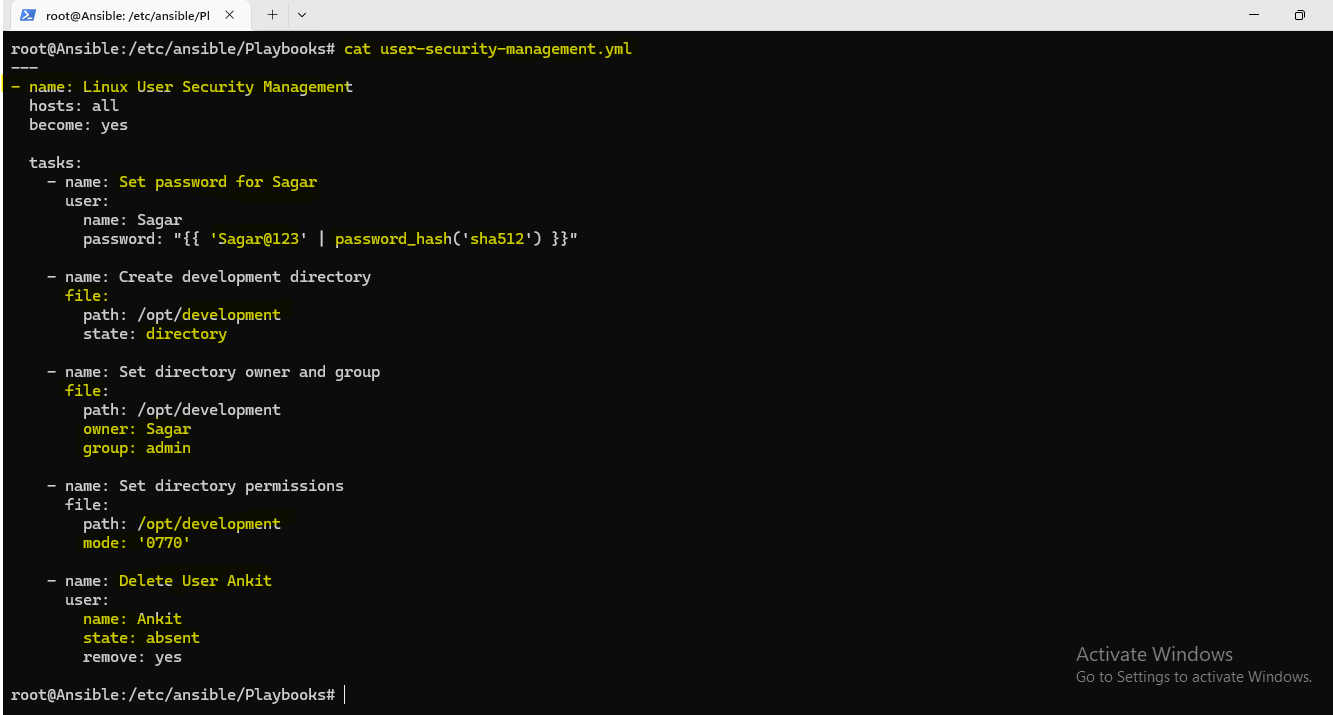 root@Ansible: /etc/ansible/Pl
root@Ansible:/etc/ansible/Playbooks# cat user-security-management.yml
---
- name: Linux User Security Management
  hosts: all
  become: yes

  tasks:
    - name: Set password for Sagar
      user:
        name: Sagar
        password: "{{ 'Sagar@123' | password_hash('sha512') }}"

    - name: Create development directory
      file:
        path: /opt/development
        state: directory

    - name: Set directory owner and group
      file:
        path: /opt/development
        owner: Sagar
        group: admin

    - name: Set directory permissions
      file:
        path: /opt/development
        mode: '0770'

    - name: Delete User Ankit
      user:
        name: Ankit
        state: absent
        remove: yes

root@Ansible:/etc/ansible/Playbooks#
Activate Windows
Go to Settings to activate Windows.